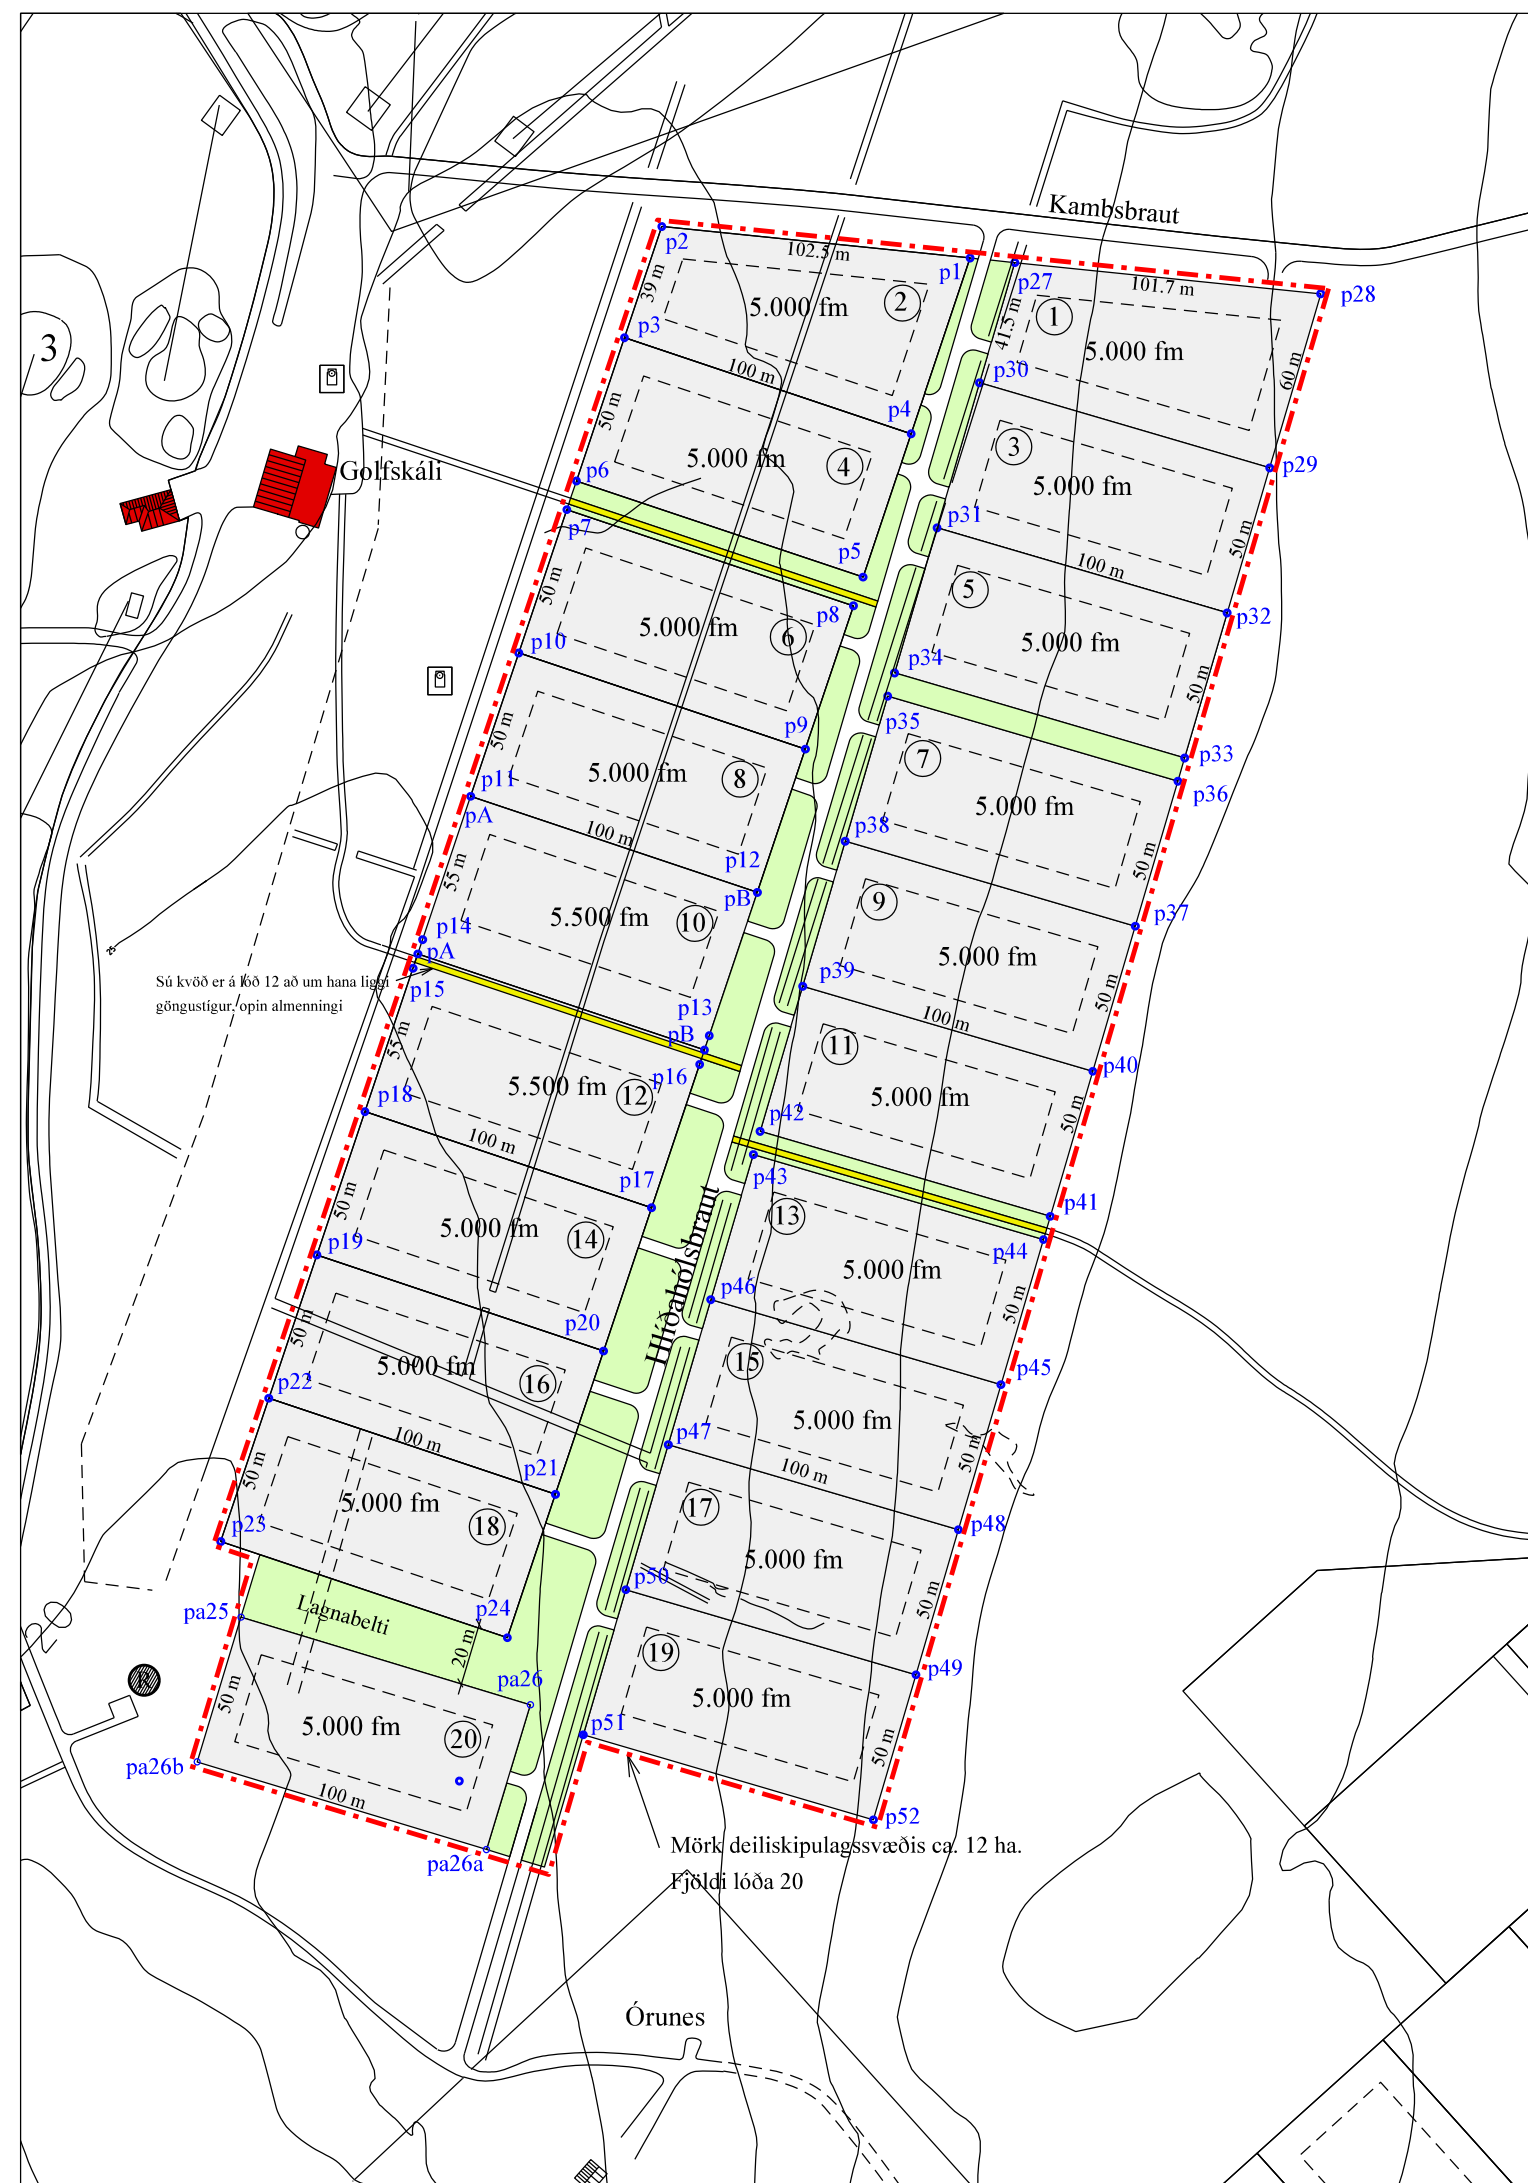 Kambsbraut
p2
102.5 m
p1
p27
101.7 m
p28
39 m
5.000 fm
2
41.5 m
1
5.000 fm
60 m
3
p3
100 m
p30
p4
50 m
5.000 fm
4
3
5.000 fm
p29
Golfskáli
p6
p7
p5
p31
50 m
100 m
5
p8
p32
50 m
5.000 fm
6
5.000 fm
p10
p34
50 m
p9
p35
p33
50 m
5.000 fm
8
7
5.000 fm
p36
p11
pA
100 m
p12
pB
p38
50 m
55 m
5.500 fm
10
9
p37
p14
pA
5.000 fm
Sú kvöð er á lóð 12 að um hana liggi
göngustígur, opin almenningi
p15
p13
pB
p39
100 m
50 m
55 m
11
p16
p40
5.500 fm
12
5.000 fm
p18
p42
50 m
100 m
p17
p43
50 m
5.000 fm
14
13
p41
p44
p19
Hlíðahólsbraut
5.000 fm
p46
50 m
50 m
p20
5.000 fm
16
15
p45
p22
5.000 fm
100 m
p47
50 m
50 m
p21
100 m
5.000 fm
18
17
p48
p23
5.000 fm
p50
pa25
Lagnabelti
p24
50 m
20 m
19
pa26
p49
50 m
5.000 fm
5.000 fm
20
p51
50 m
pa26b
100 m
p52
Mörk deiliskipulagssvæðis ca. 12 ha.
pa26a
Fjöldi lóða 20
Órunes